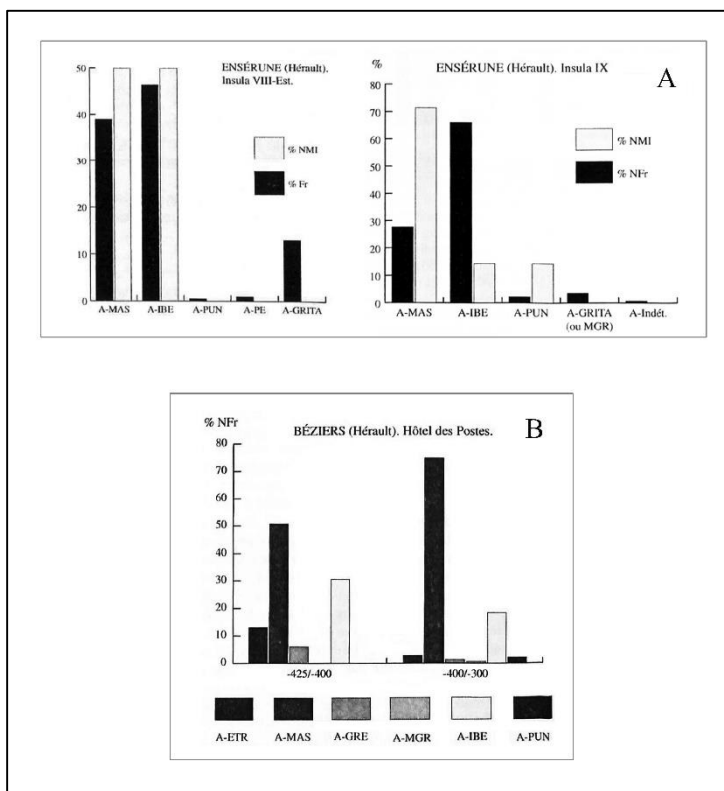 ENSÉRUNE (Hérault).
Insula VIII-Est.
50
40
30
20
10
0
% NMI
% Fr
A-MAS A-IBE A-PUN A-PE A-GRITA
%
ENSÉRUNE (Hérault). Insula IX
A
80
70
60
50
40
30
20
10
0
% NMI
% NFr
A-MAS A-IBE A-PUN A-GRITA A-Indét.
(ou MGR)
% NFr
BÉZIERS (Hérault). Hôtel des Postes.
B
80
70
60
50
40
30
20
10
0
-425/-400 -400/-300
A-ETR A-MAS A-GRE A-MGR A-IBE A-PUN